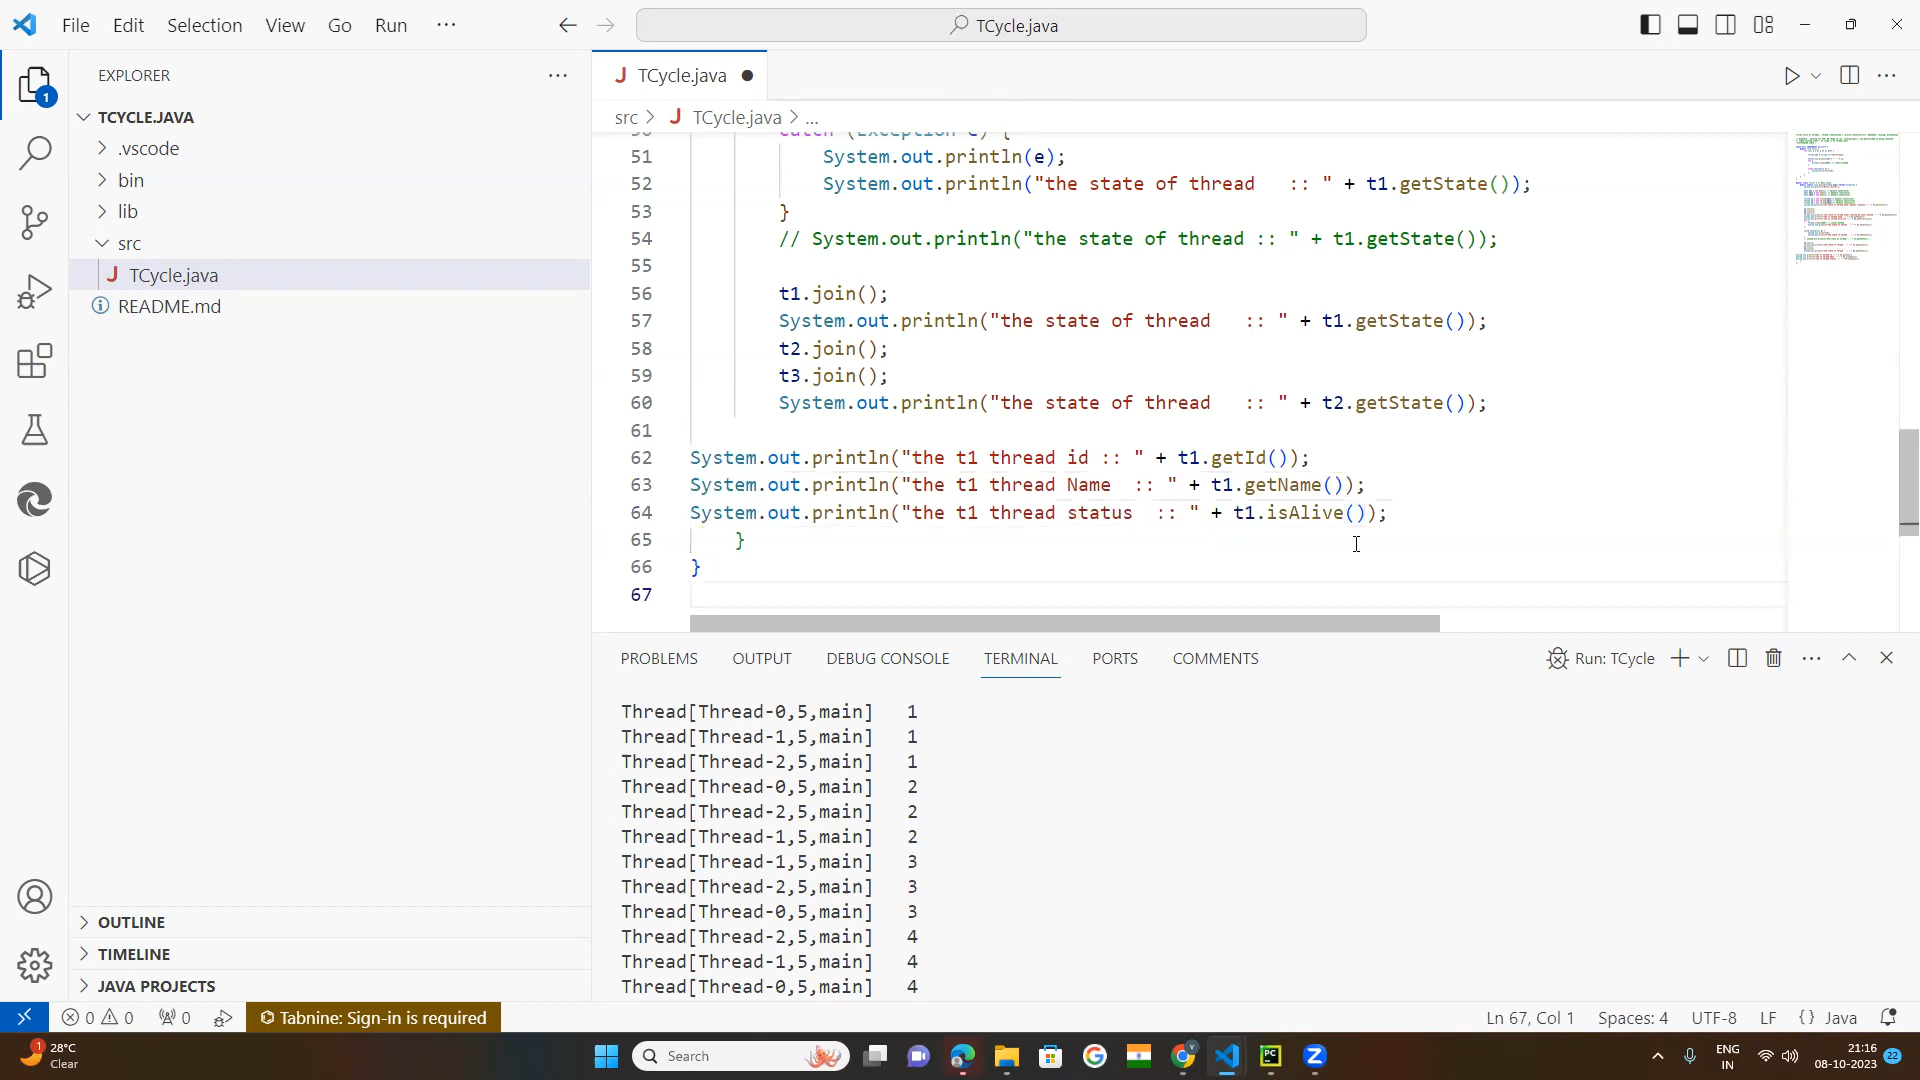 File Edit Selection View Go Run ···
TCycle.java
EXPLORER
TCYCLE.JAVA
.vscode
bin
lib
src
J TCycle.java
README.md
OUTLINE
TIMELINE
JAVA PROJECTS
1
J TCycle.java
src > J TCycle.java > ...
50 catch (Exception e) {
51 System.out.println(e);
52 System.out.println("the state of thread   :: " + t1.getState());
53 }
54 // System.out.println("the state of thread :: " + t1.getState());
55
56 t1.join();
57 System.out.println("the state of thread   :: " + t1.getState());
58 t2.join();
59 t3.join();
60 System.out.println("the state of thread   :: " + t2.getState());
61
62 System.out.println("the t1 thread id :: " + t1.getId());
63 System.out.println("the t1 thread Name  :: " + t1.getName());
64 System.out.println("the t1 thread status  :: " + t1.isAlive());
65 }
66 }
67
PROBLEMS OUTPUT DEBUG CONSOLE TERMINAL PORTS COMMENTS
Run: TCycle
Thread[Thread-0,5,main]   1
Thread[Thread-1,5,main]   1
Thread[Thread-2,5,main]   1
Thread[Thread-0,5,main]   2
Thread[Thread-2,5,main]   2
Thread[Thread-1,5,main]   2
Thread[Thread-1,5,main]   3
Thread[Thread-2,5,main]   3
Thread[Thread-0,5,main]   3
Thread[Thread-2,5,main]   4
Thread[Thread-1,5,main]   4
Thread[Thread-0,5,main]   4
0 0 0 Tabnine: Sign-in is required
Ln 67, Col 1 Spaces: 4 UTF-8 LF {} Java
1
28°C
Clear
Search
PC
Z
ENG
IN
21:16
08-10-2023
22